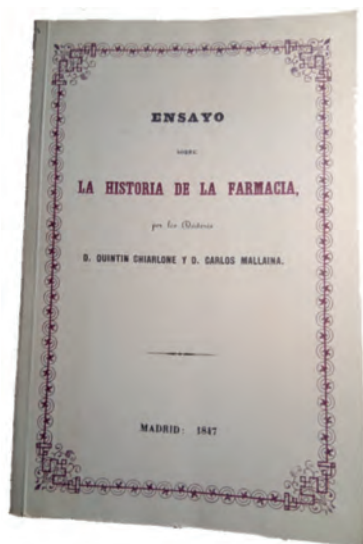 ENSAYO
SOBRE
LA HISTORIA DE LA FARMACIA,
por los Doctores
D. QUINTIN CHIARLONE Y D. CARLOS MALLAINA.
MADRID: 1847